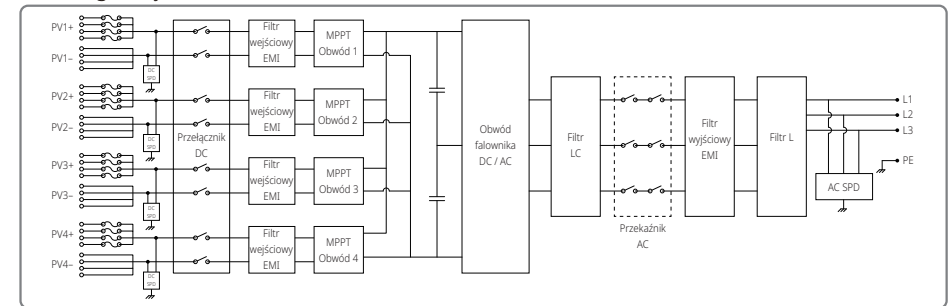 PV1+
PV1–
DC
SPD
Filtr
wejściowy
EMI
MPPT
Obwód 1
PV2+
PV2–
DC
SPD
Filtr
wejściowy
EMI
MPPT
Obwód 2
Przełącznik
DC
PV3+
PV3–
DC
SPD
Filtr
wejściowy
EMI
MPPT
Obwód 3
PV4+
PV4–
DC
SPD
Filtr
wejściowy
EMI
MPPT
Obwód 4
Obwód
falownika
DC / AC
Filtr
LC
Przekaźnik
AC
Filtr
wyjściowy
EMI
Filtr L
L1
L2
L3
PE
AC SPD